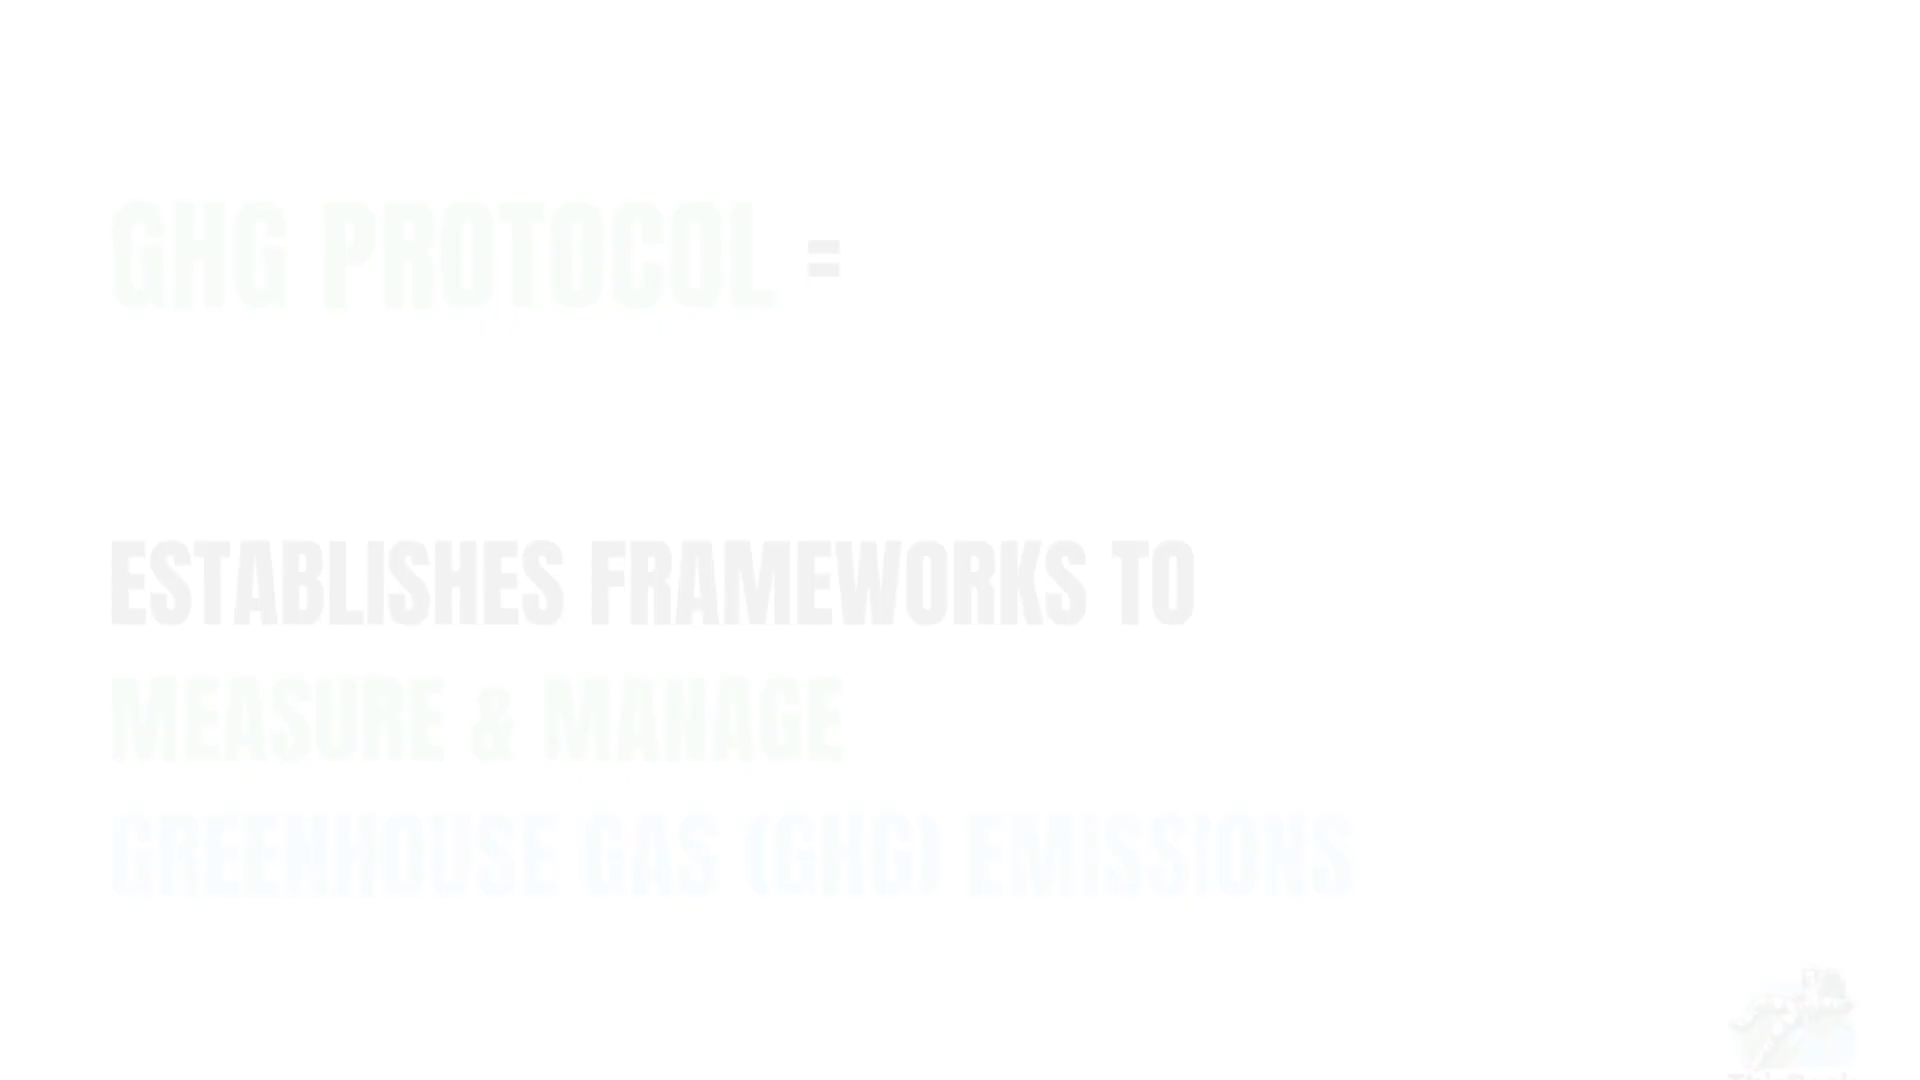 GHG PROTOCOL =
ESTABLISHES FRAMEWORKS TO
MEASURE & MANAGE
GREENHOUSE GAS (GHG) EMISSIONS